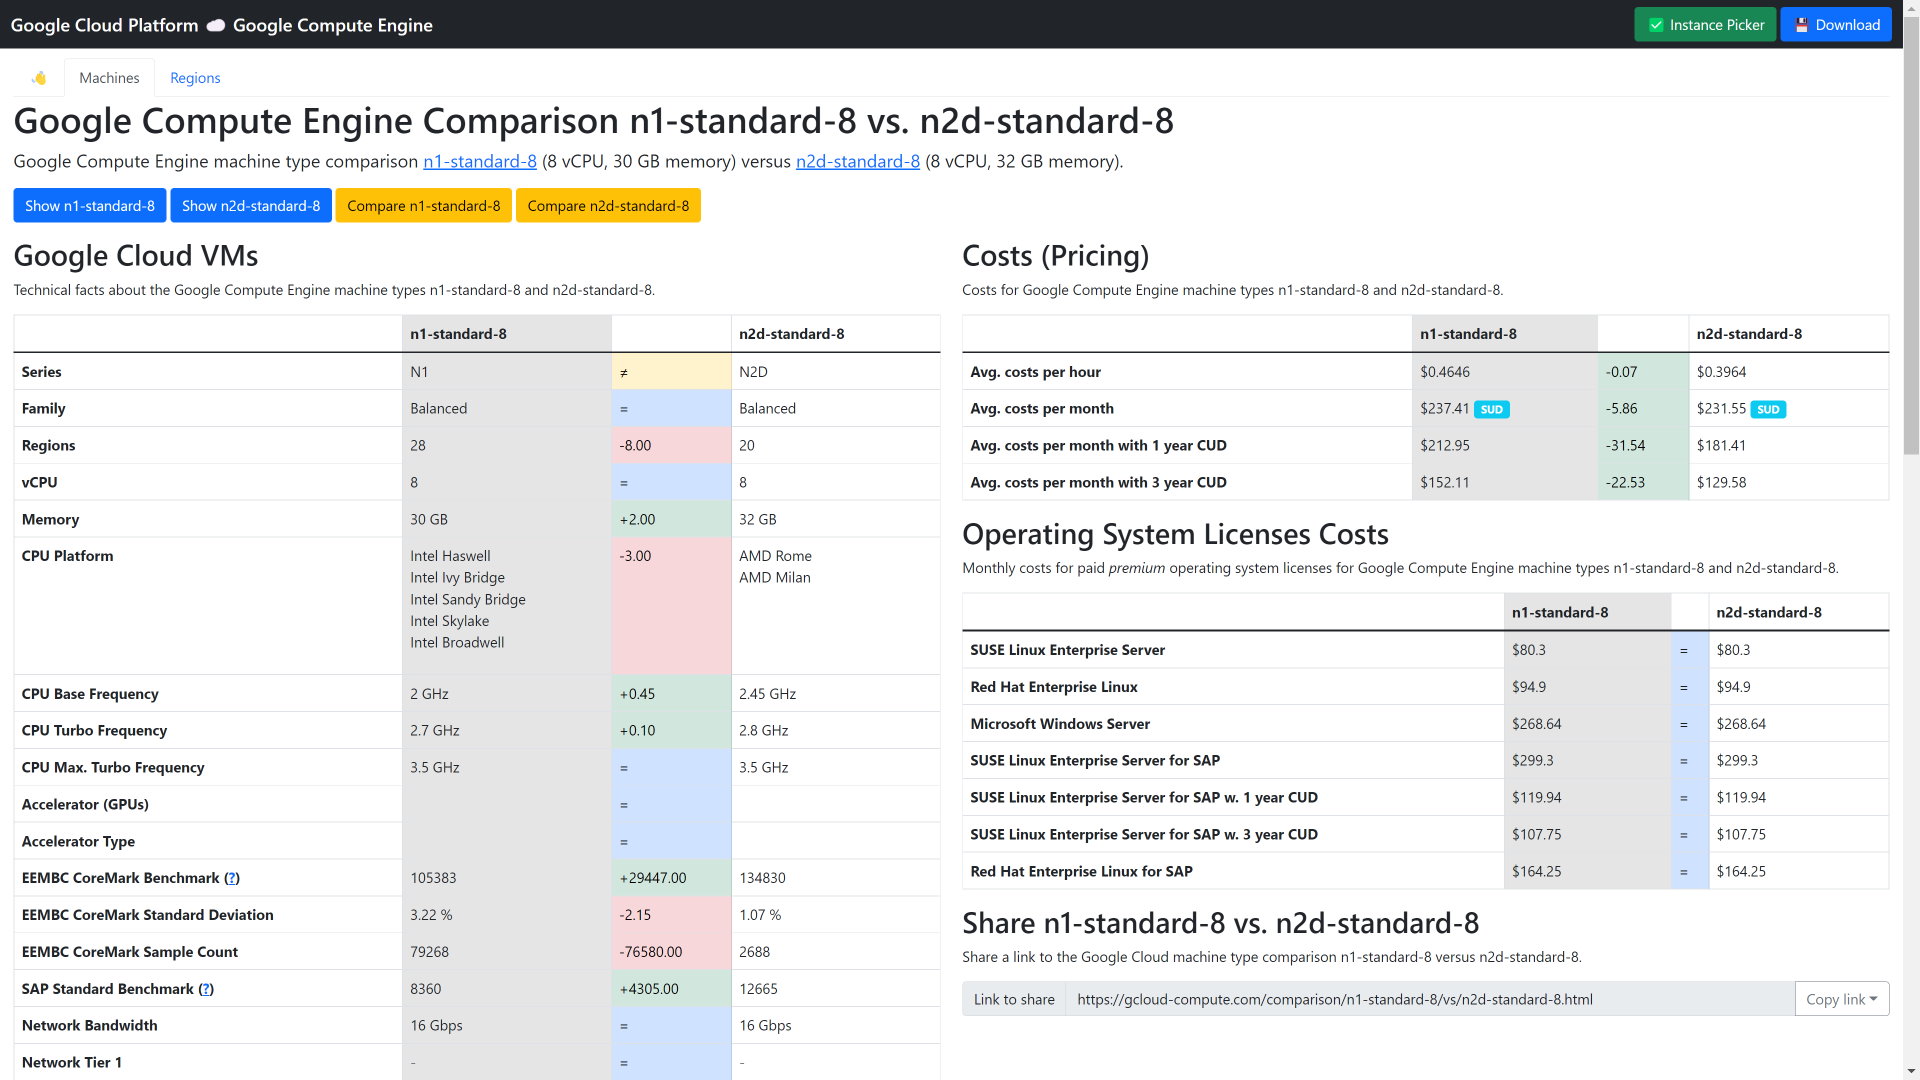 Google Cloud Platform ☁️ Google Compute Engine
✅ Instance Picker
💾 Download
👋
Machines
Regions
Google Compute Engine Comparison n1-standard-8 vs. n2d-standard-8
Google Compute Engine machine type comparison n1-standard-8 (8 vCPU, 30 GB memory) versus n2d-standard-8 (8 vCPU, 32 GB memory).
Show n1-standard-8
Show n2d-standard-8
Compare n1-standard-8
Compare n2d-standard-8
Google Cloud VMs
Technical facts about the Google Compute Engine machine types n1-standard-8 and n2d-standard-8.
n1-standard-8 n2d-standard-8
Series N1 ≠ N2D
Family Balanced = Balanced
Regions 28 -8.00 20
vCPU 8 = 8
Memory 30 GB +2.00 32 GB
CPU Platform Intel Haswell -3.00 AMD Rome
Intel Ivy Bridge AMD Milan
Intel Sandy Bridge
Intel Skylake
Intel Broadwell
CPU Base Frequency 2 GHz +0.45 2.45 GHz
CPU Turbo Frequency 2.7 GHz +0.10 2.8 GHz
CPU Max. Turbo Frequency 3.5 GHz = 3.5 GHz
Accelerator (GPUs) =
Accelerator Type =
EEMBC CoreMark Benchmark (?) 105383 +29447.00 134830
EEMBC CoreMark Standard Deviation 3.22 % -2.15 1.07 %
EEMBC CoreMark Sample Count 79268 -76580.00 2688
SAP Standard Benchmark (?) 8360 +4305.00 12665
Network Bandwidth 16 Gbps = 16 Gbps
Network Tier 1 - = -
Costs (Pricing)
Costs for Google Compute Engine machine types n1-standard-8 and n2d-standard-8.
n1-standard-8 n2d-standard-8
Avg. costs per hour $0.4646 -0.07 $0.3964
Avg. costs per month $237.41 SUD -5.86 $231.55 SUD
Avg. costs per month with 1 year CUD $212.95 -31.54 $181.41
Avg. costs per month with 3 year CUD $152.11 -22.53 $129.58
Operating System Licenses Costs
Monthly costs for paid premium operating system licenses for Google Compute Engine machine types n1-standard-8 and n2d-standard-8.
n1-standard-8 n2d-standard-8
SUSE Linux Enterprise Server $80.3 = $80.3
Red Hat Enterprise Linux $94.9 = $94.9
Microsoft Windows Server $268.64 = $268.64
SUSE Linux Enterprise Server for SAP $299.3 = $299.3
SUSE Linux Enterprise Server for SAP w. 1 year CUD $119.94 = $119.94
SUSE Linux Enterprise Server for SAP w. 3 year CUD $107.75 = $107.75
Red Hat Enterprise Linux for SAP $164.25 = $164.25
Share n1-standard-8 vs. n2d-standard-8
Share a link to the Google Cloud machine type comparison n1-standard-8 versus n2d-standard-8.
Link to share https://gcloud-compute.com/comparison/n1-standard-8/vs/n2d-standard-8.html Copy link